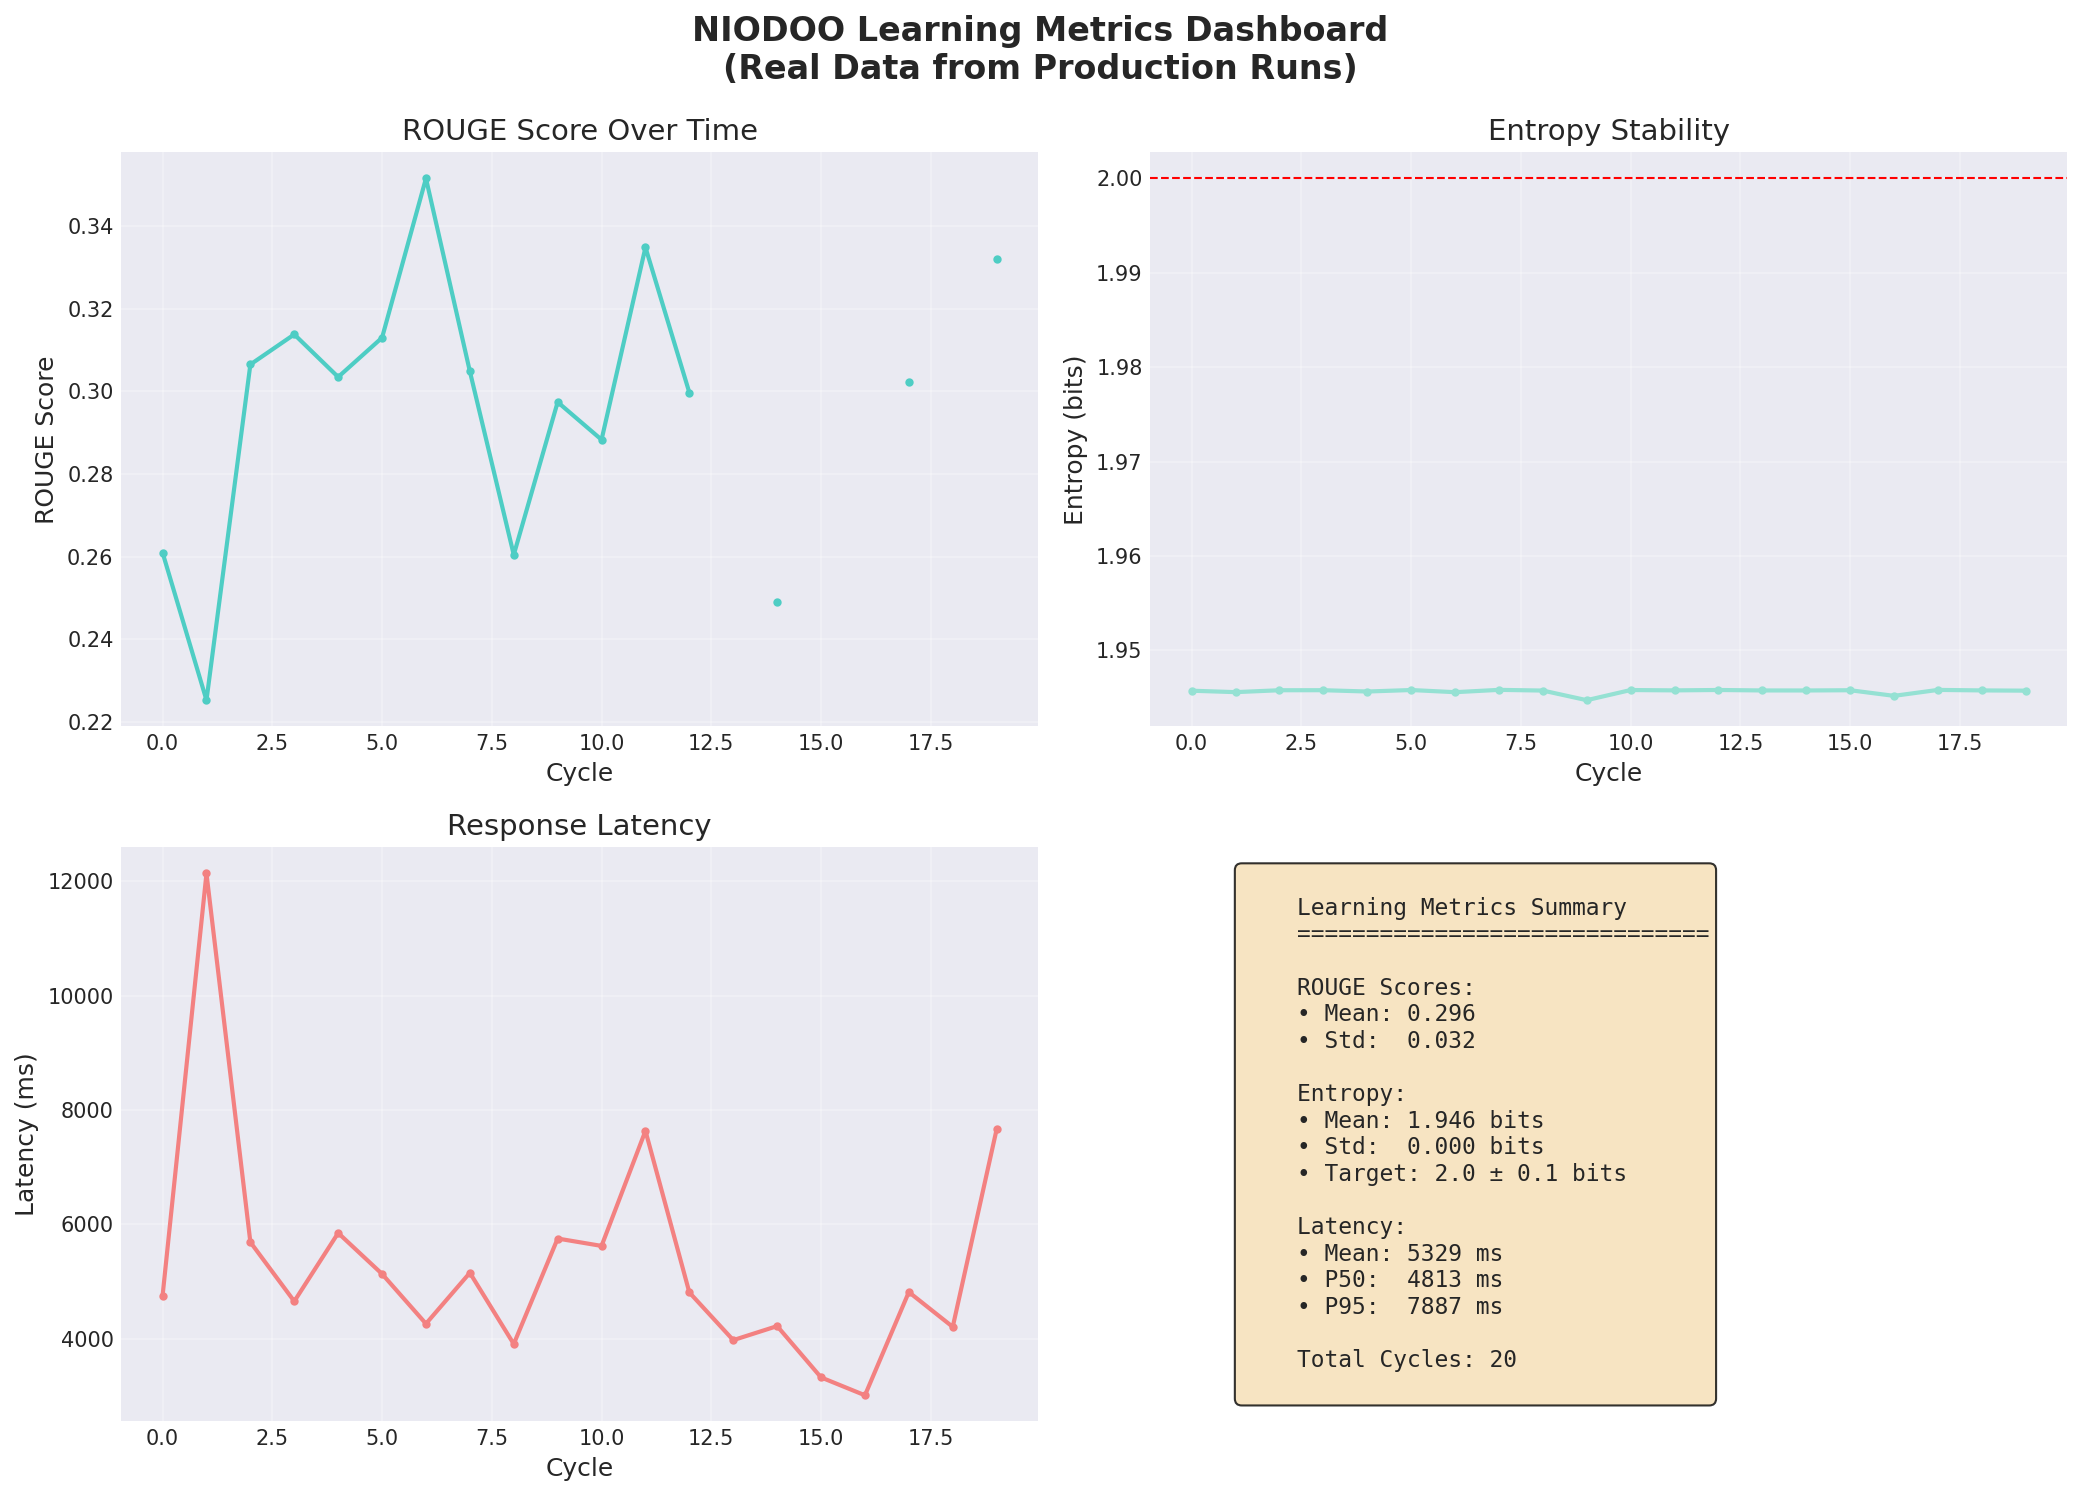 NIODOO Learning Metrics Dashboard
(Real Data from Production Runs)
ROUGE Score Over Time
ROUGE Score
0.34
0.32
0.30
0.28
0.26
0.24
0.22
0.0 2.5 5.0 7.5 10.0 12.5 15.0 17.5
Cycle
Entropy Stability
Entropy (bits)
2.00
1.99
1.98
1.97
1.96
1.95
0.0 2.5 5.0 7.5 10.0 12.5 15.0 17.5
Cycle
Response Latency
Latency (ms)
12000
10000
8000
6000
4000
0.0 2.5 5.0 7.5 10.0 12.5 15.0 17.5
Cycle
Learning Metrics Summary
==============================
ROUGE Scores:
• Mean: 0.296
• Std:  0.032
Entropy:
• Mean: 1.946 bits
• Std:  0.000 bits
• Target: 2.0 ± 0.1 bits
Latency:
• Mean: 5329 ms
• P50:  4813 ms
• P95:  7887 ms
Total Cycles: 20